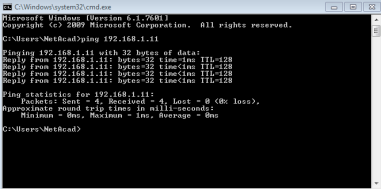 C:\Windows\system32\cmd.exe
Microsoft Windows [Version 6.1.7601]
Copyright (c) 2009 Microsoft Corporation.  All rights reserved.
C:\Users\NetAcad>ping 192.168.1.11
Pinging 192.168.1.11 with 32 bytes of data:
Reply from 192.168.1.11: bytes=32 time=1ms TTL=128
Reply from 192.168.1.11: bytes=32 time<1ms TTL=128
Reply from 192.168.1.11: bytes=32 time<1ms TTL=128
Reply from 192.168.1.11: bytes=32 time<1ms TTL=128
Ping statistics for 192.168.1.11:
    Packets: Sent = 4, Received = 4, Lost = 0 (0% loss),
Approximate round trip times in milli-seconds:
    Minimum = 0ms, Maximum = 1ms, Average = 0ms
C:\Users\NetAcad>